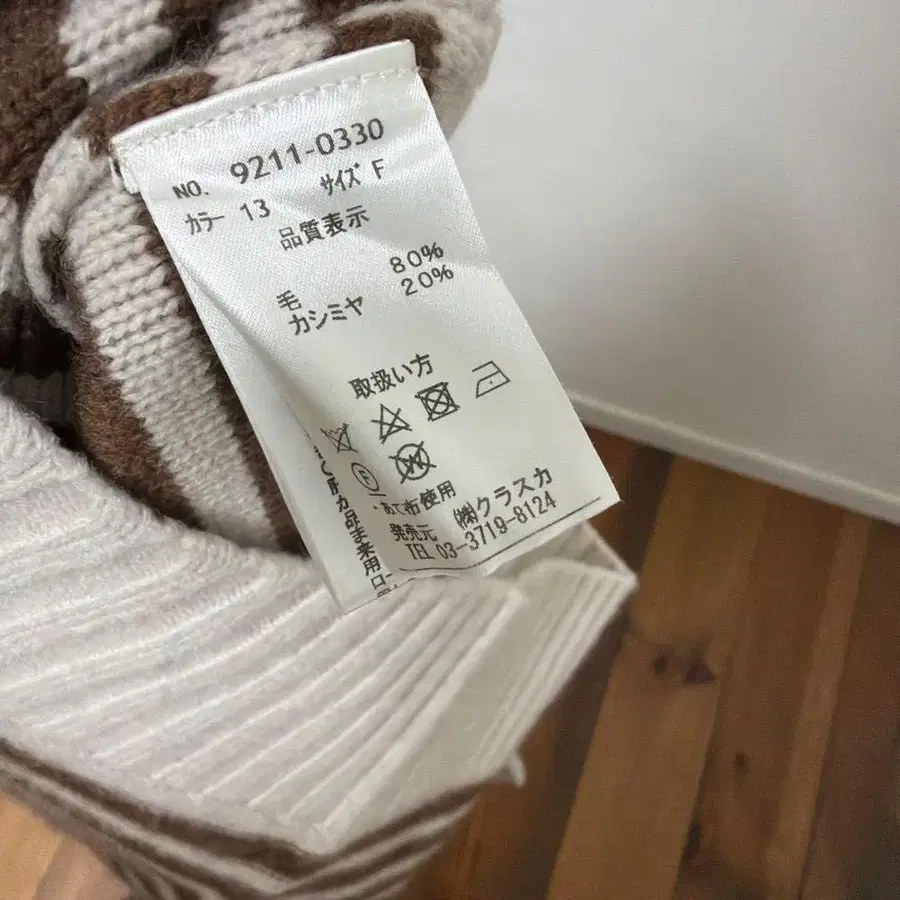 NO. 9211-0330
カラー 13 サイズ F
品質表示
毛 80%
カシミヤ 20%
取扱い方
F
W
・あて布使用
発売元 ㈱クラスカ
TEL 03-3719-8124